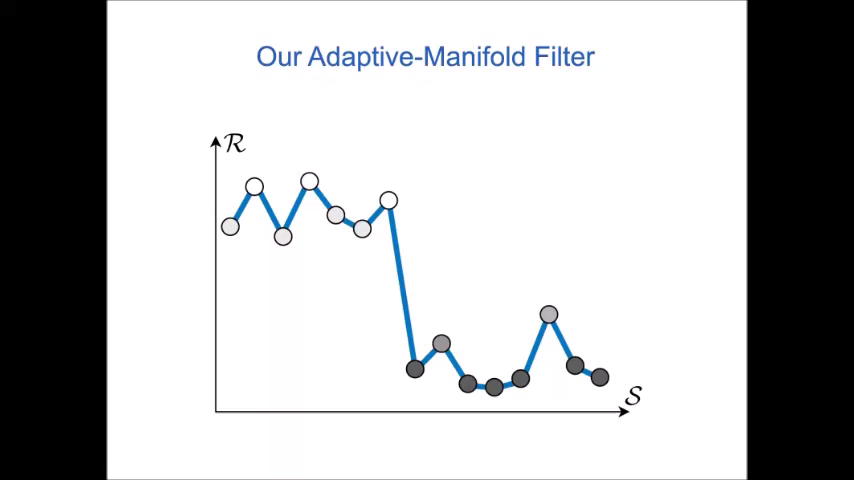 Our Adaptive-Manifold Filter
ℛ
𝒮